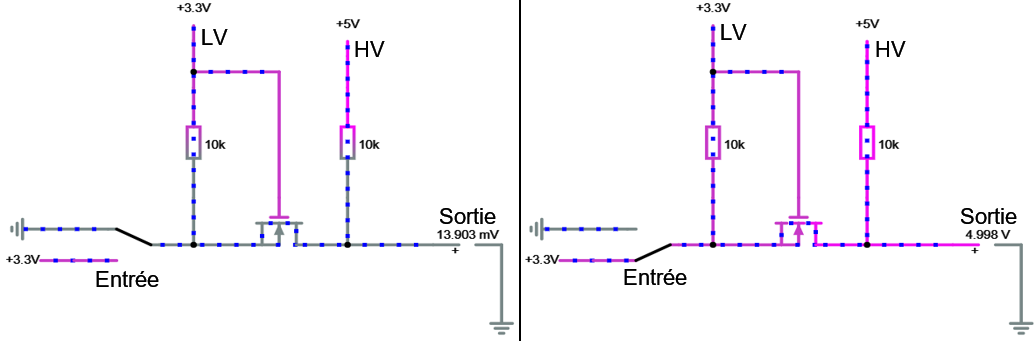 +3.3V
LV
+5V
HV
10k
10k
Sortie
13.903 mV
+
+3.3V
Entrée
+3.3V
LV
+5V
HV
10k
10k
Sortie
4.998 V
+
+3.3V
Entrée